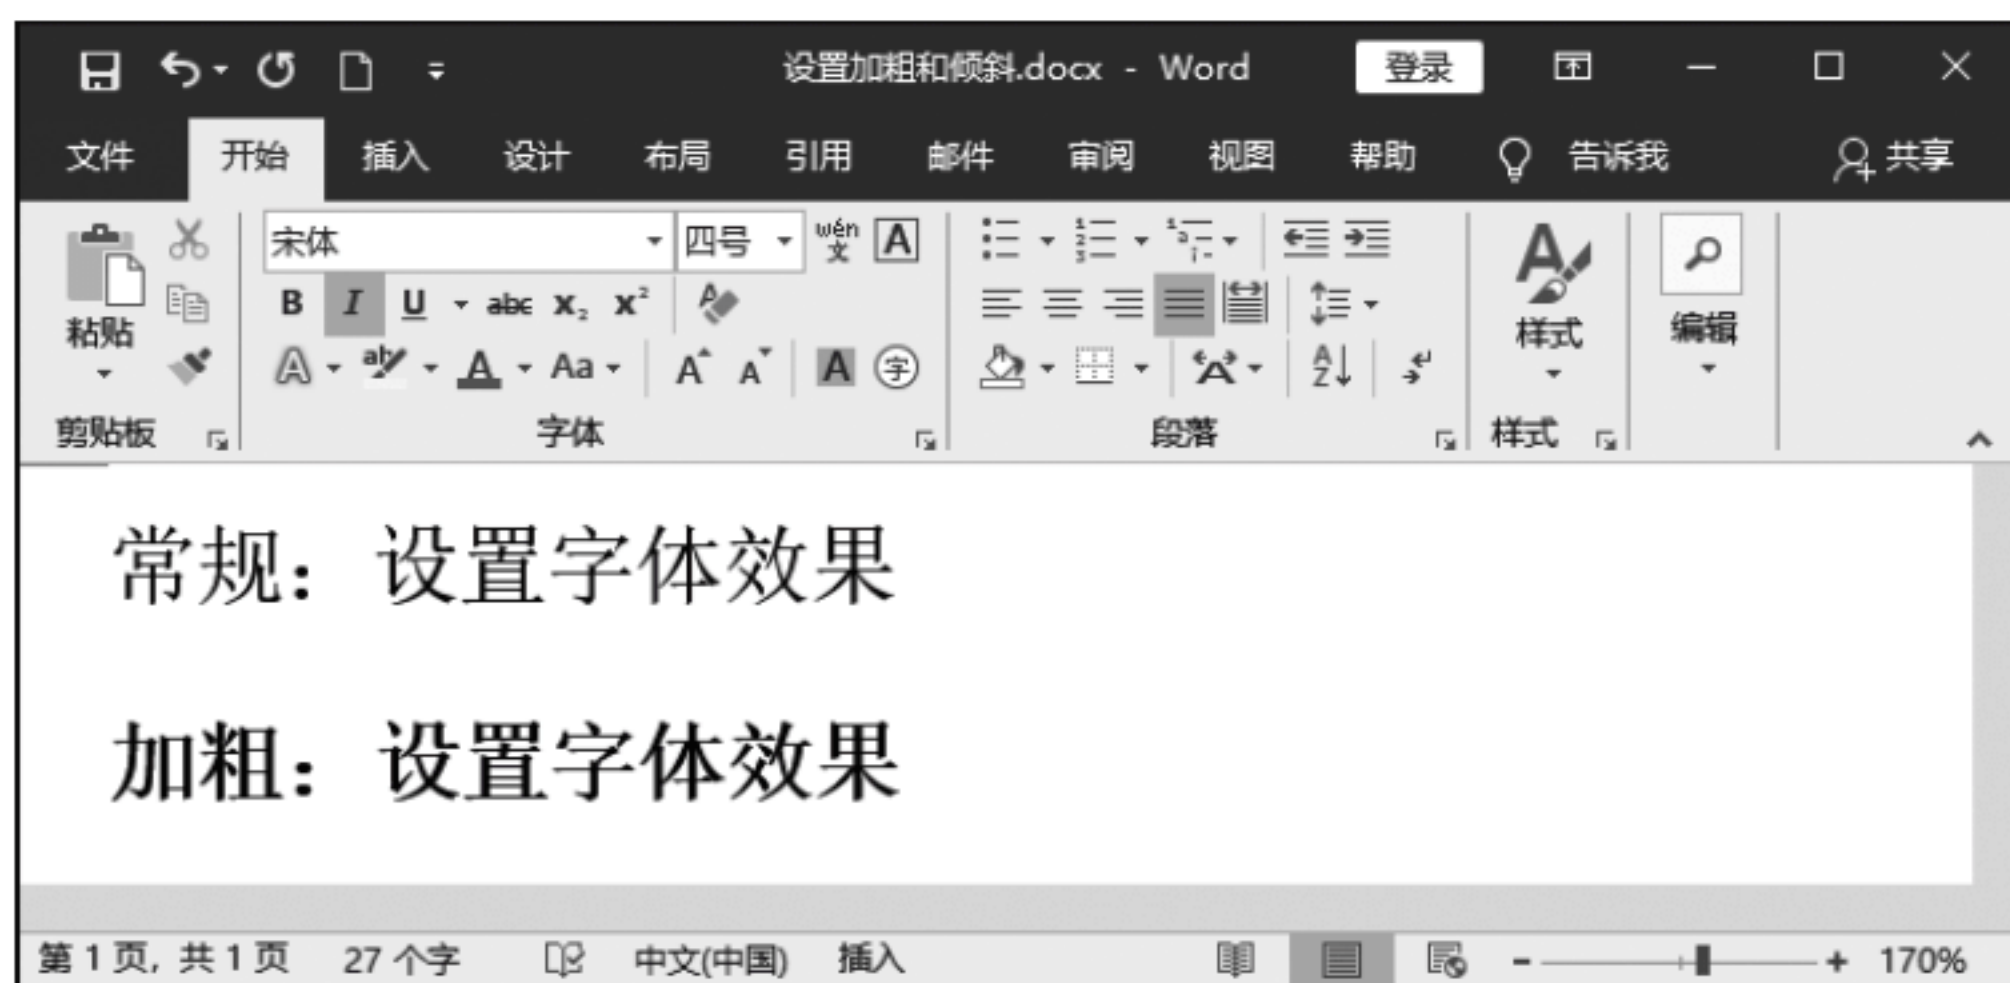 设置加粗和倾斜.docx - Word 登录
文件 开始 插入 设计 布局 引用 邮件 审阅 视图 帮助 告诉我 共享
宋体 四号 wén 文 A
粘贴 B I U abc x₂ x² 样式 编辑
A aby A Aa A A A 字 A A Z
剪贴板 字体 段落 样式
常规：设置字体效果
加粗：设置字体效果
第 1 页, 共 1 页 27 个字 中文(中国) 插入 170%